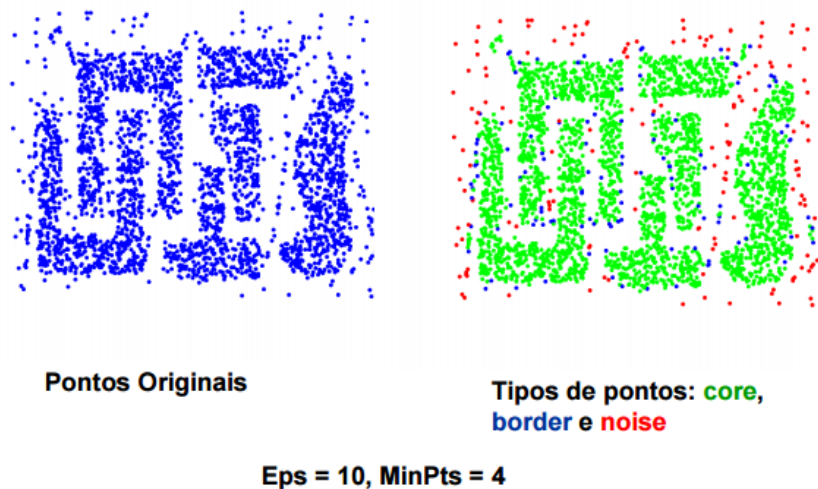 Pontos Originais
Tipos de pontos: core,
border e noise
Eps = 10, MinPts = 4